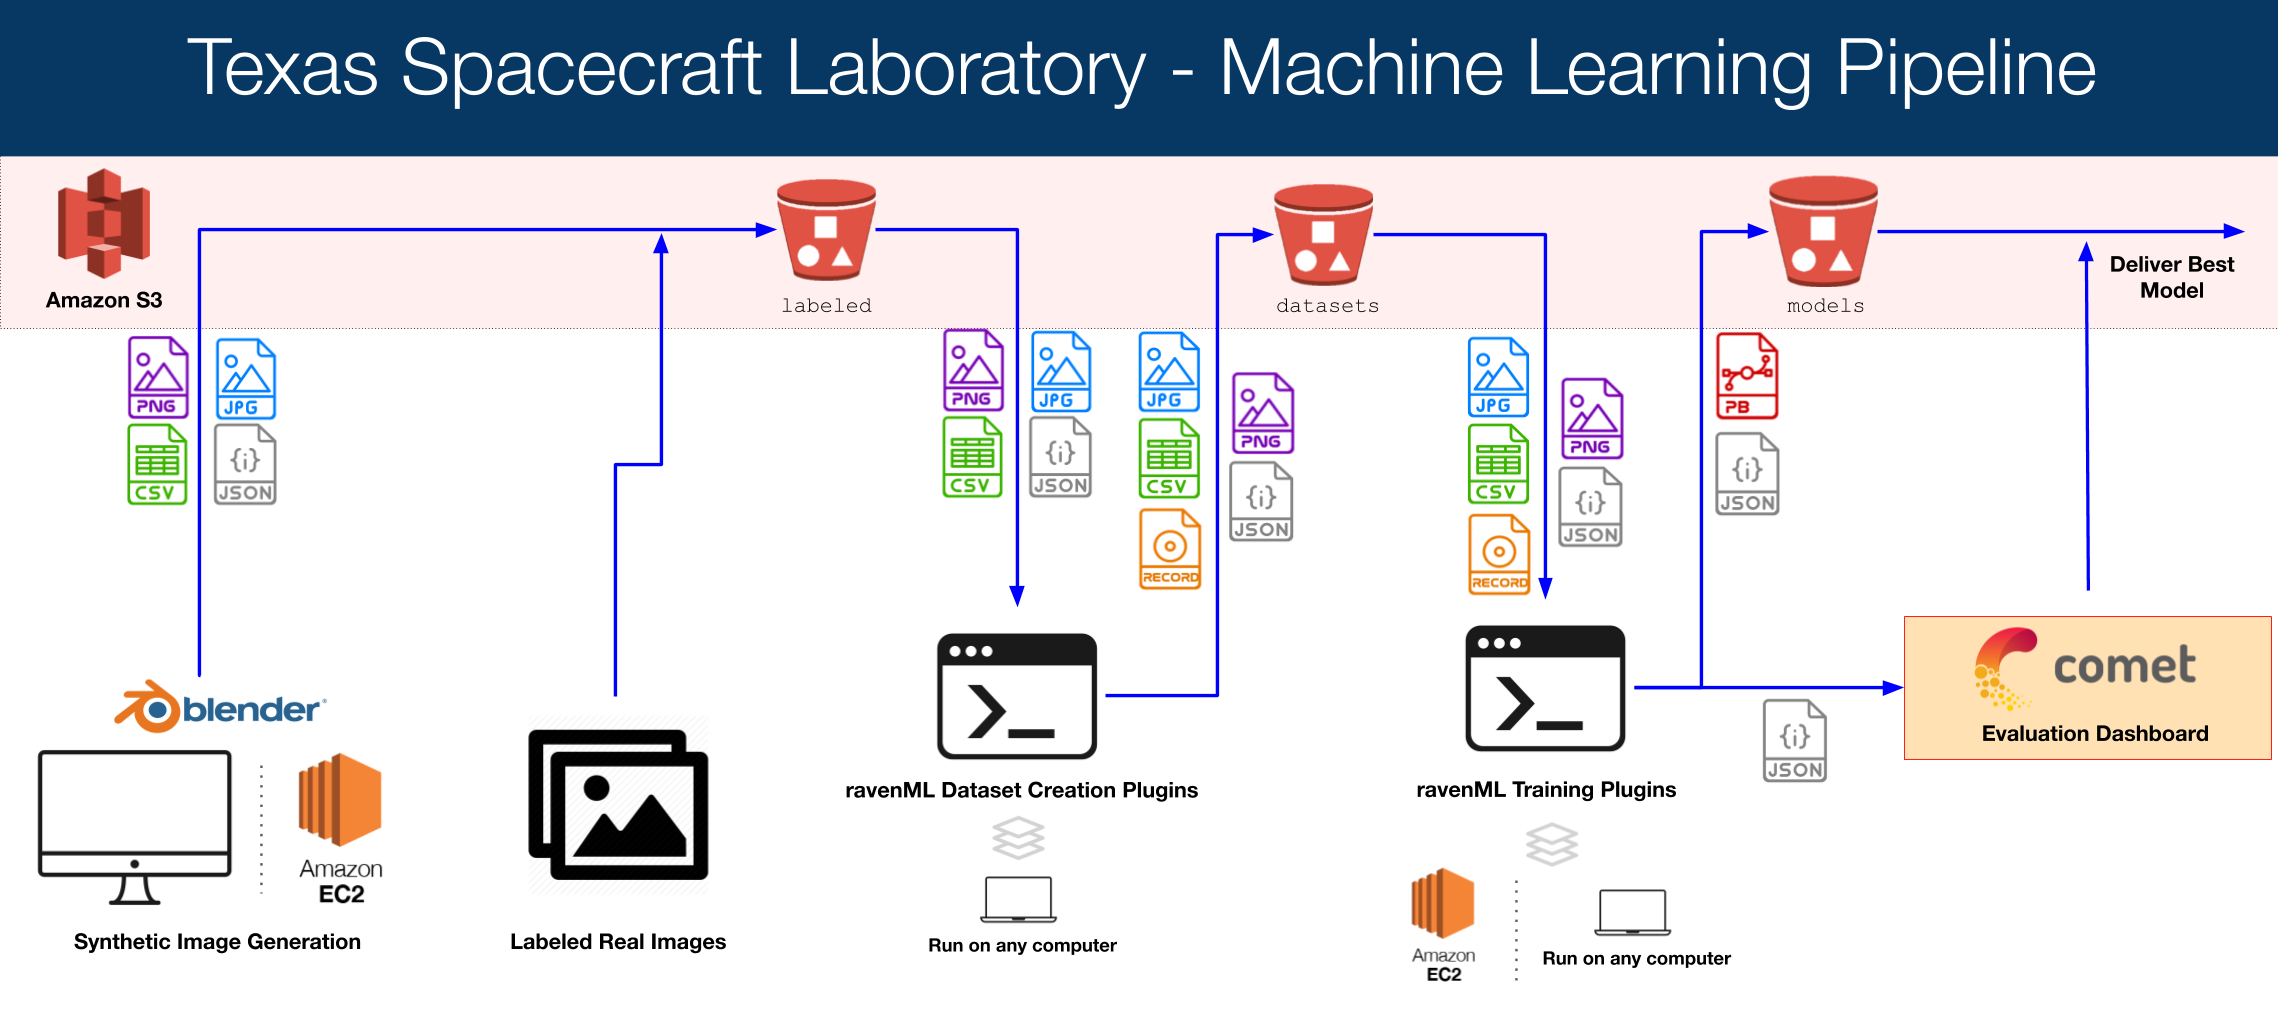 Texas Spacecraft Laboratory - Machine Learning Pipeline
Amazon S3
labeled
datasets
models
Deliver Best
Model
PNG
JPG
CSV
JSON
PNG
JPG
CSV
JSON
JPG
PNG
CSV
JSON
RECORD
JPG
PNG
CSV
JSON
RECORD
PB
JSON
blender
Amazon
EC2
Synthetic Image Generation
Labeled Real Images
ravenML Dataset Creation Plugins
Run on any computer
ravenML Training Plugins
Amazon
EC2
Run on any computer
JSON
comet
Evaluation Dashboard